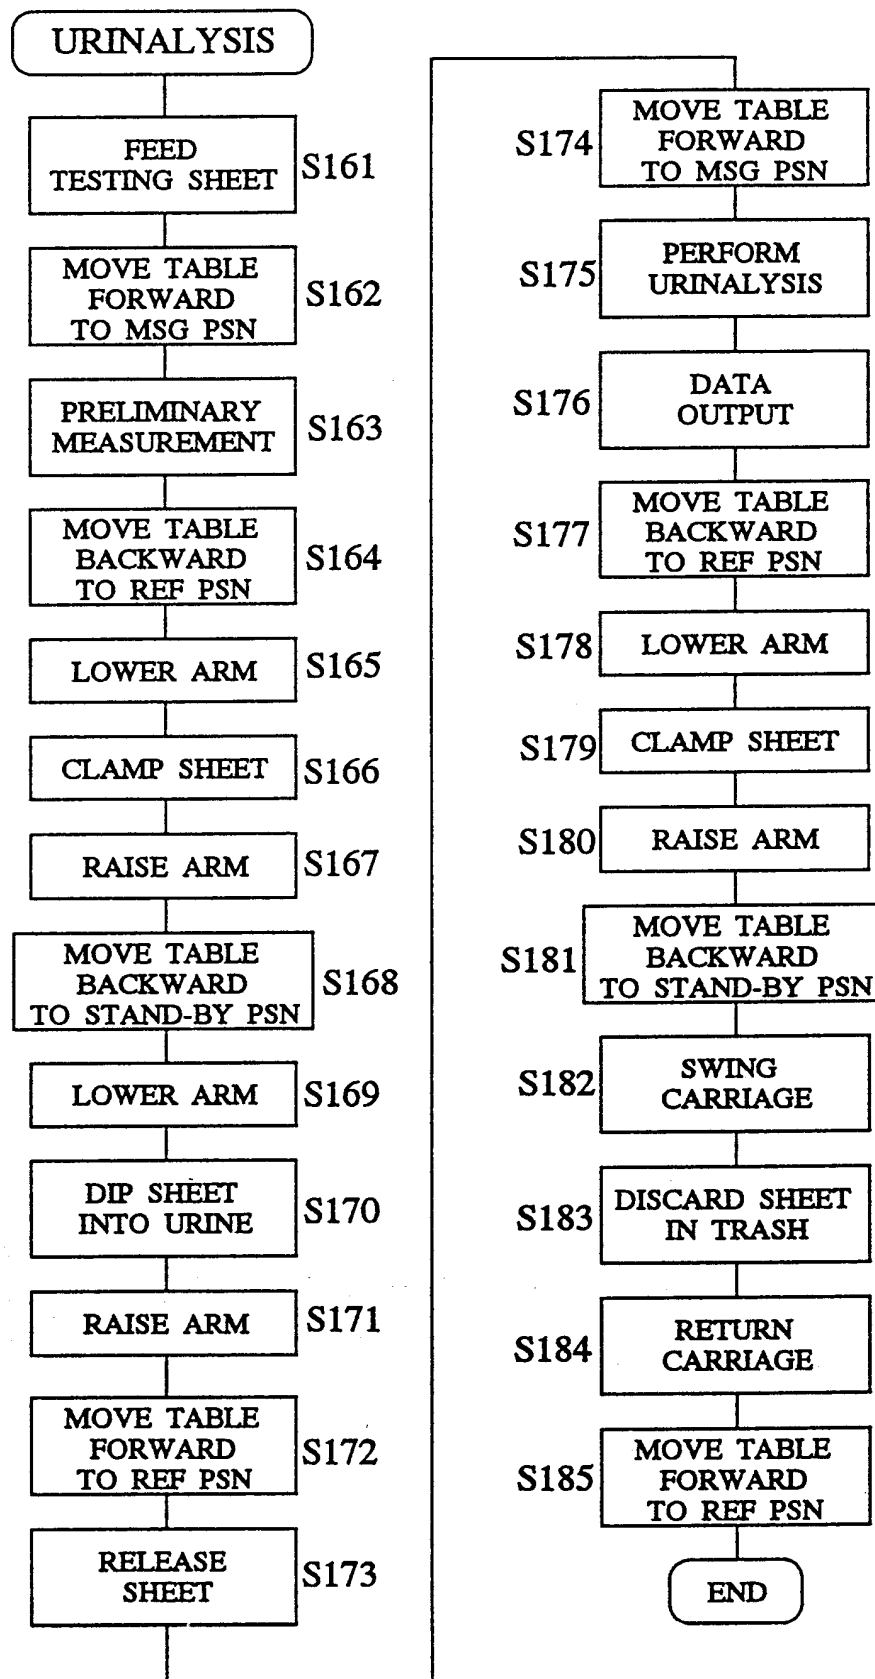 URINALYSIS
FEED
TESTING SHEET
S161
MOVE TABLE
FORWARD
TO MSG PSN
S162
PRELIMINARY
MEASUREMENT
S163
MOVE TABLE
BACKWARD
TO REF PSN
S164
LOWER ARM
S165
CLAMP SHEET
S166
RAISE ARM
S167
MOVE TABLE
BACKWARD
TO STAND-BY PSN
S168
LOWER ARM
S169
DIP SHEET
INTO URINE
S170
RAISE ARM
S171
MOVE TABLE
FORWARD
TO REF PSN
S172
RELEASE
SHEET
S173
S174
MOVE TABLE
FORWARD
TO MSG PSN
S175
PERFORM
URINALYSIS
S176
DATA
OUTPUT
S177
MOVE TABLE
BACKWARD
TO REF PSN
S178
LOWER ARM
S179
CLAMP SHEET
S180
RAISE ARM
S181
MOVE TABLE
BACKWARD
TO STAND-BY PSN
S182
SWING
CARRIAGE
S183
DISCARD SHEET
IN TRASH
S184
RETURN
CARRIAGE
S185
MOVE TABLE
FORWARD
TO REF PSN
END